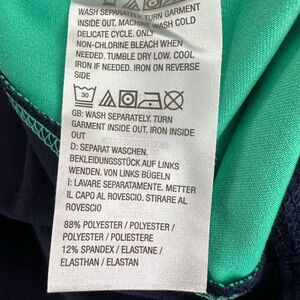 WASH SEPARATELY. TURN GARMENT
INSIDE OUT. MACHINE WASH COLD
DELICATE CYCLE. ONLY
NON-CHLORINE BLEACH WHEN
NEEDED. TUMBLE DRY LOW. COOL
IRON IF NEEDED. IRON ON REVERSE
SIDE
30
GB: WASH SEPARATELY. TURN
GARMENT INSIDE OUT. IRON INSIDE
OUT
D: SEPARAT WASCHEN.
BEKLEIDUNGSSTÜCK AUF LINKS
WENDEN. VON LINKS BÜGELN
I: LAVARE SEPARATAMENTE. METTER
IL CAPO AL ROVESCIO. STIRARE AL
ROVESCIO
88% POLYESTER / POLYESTER /
POLYESTER / POLIESTERE
12% SPANDEX / ELASTANE /
ELASTHAN / ELASTAN